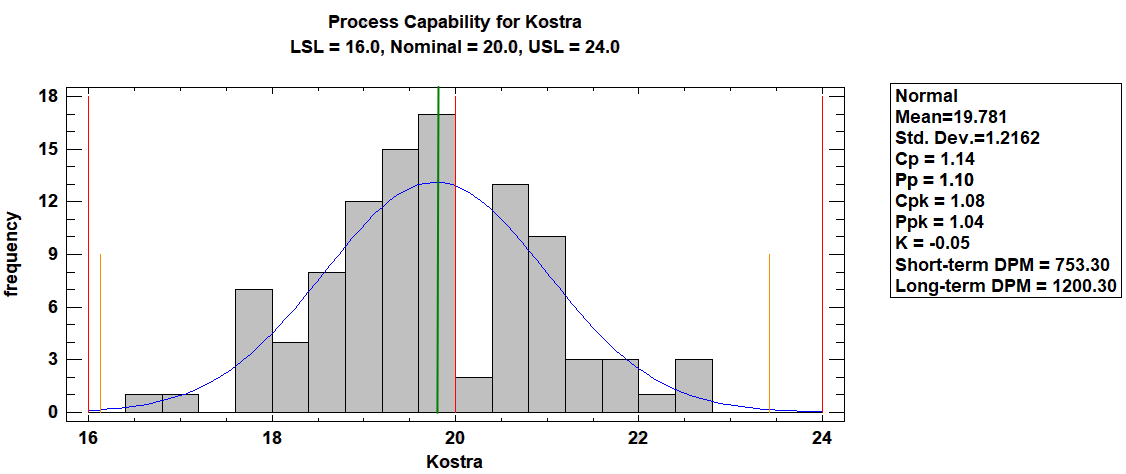 Process Capability for Kostra
LSL = 16.0, Nominal = 20.0, USL = 24.0
18
15
12
9
6
3
0
frequency
16
18
20
22
24
Kostra
Normal
Mean=19.781
Std. Dev.=1.2162
Cp = 1.14
Pp = 1.10
Cpk = 1.08
Ppk = 1.04
K = -0.05
Short-term DPM = 753.30
Long-term DPM = 1200.30